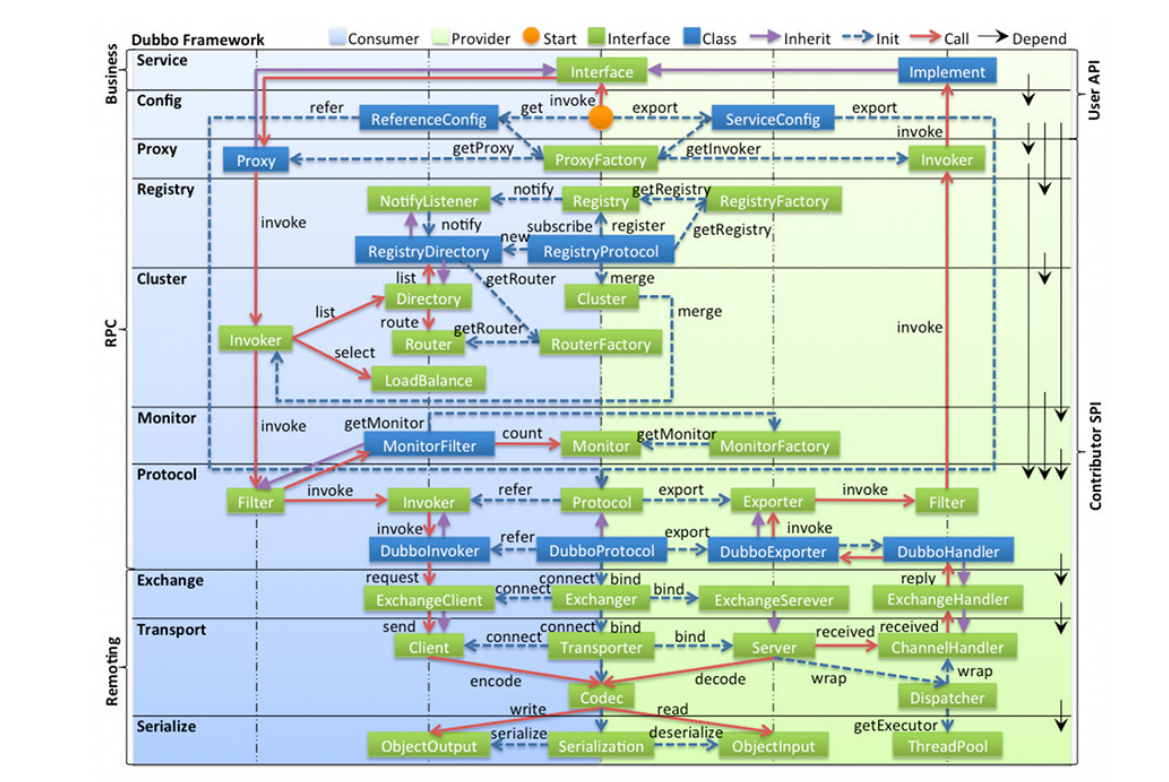 Dubbo Framework Consumer Provider Start Interface Class Inherit Init Call Depend
Business
Service
Interface
Implement
User API
Config
refer
ReferenceConfig
get
invoke
export
ServiceConfig
export
invoke
Proxy
Proxy
getProxy
ProxyFactory
getInvoker
Invoker
Registry
NotifyListener
notify
Registry
getRegistry
RegistryFactory
invoke
notify
subscribe
register
getRegistry
new
RegistryDirectory
RegistryProtocol
RPC
Cluster
list
getRouter
merge
Directory
Cluster
list
merge
route
getRouter
invoke
Invoker
Router
RouterFactory
select
LoadBalance
Contributor SPI
Monitor
invoke
getMonitor
MonitorFilter
count
Monitor
getMonitor
MonitorFactory
Protocol
Filter
invoke
Invoker
refer
Protocol
export
Exporter
invoke
Filter
invoke
refer
export
invoke
DubboInvoker
DubboProtocol
DubboExporter
DubboHandler
Remoting
Exchange
request
connect
bind
reply
ExchangeClient
connect
Exchanger
bind
ExchangeSerever
ExchangeHandler
Transport
send
connect
bind
received
received
Client
connect
Transporter
bind
Server
ChannelHandler
encode
decode
wrap
wrap
Codec
Dispatcher
write
read
Serialize
getExecutor
serialize
deserialize
ObjectOutput
Serialization
ObjectInput
ThreadPool